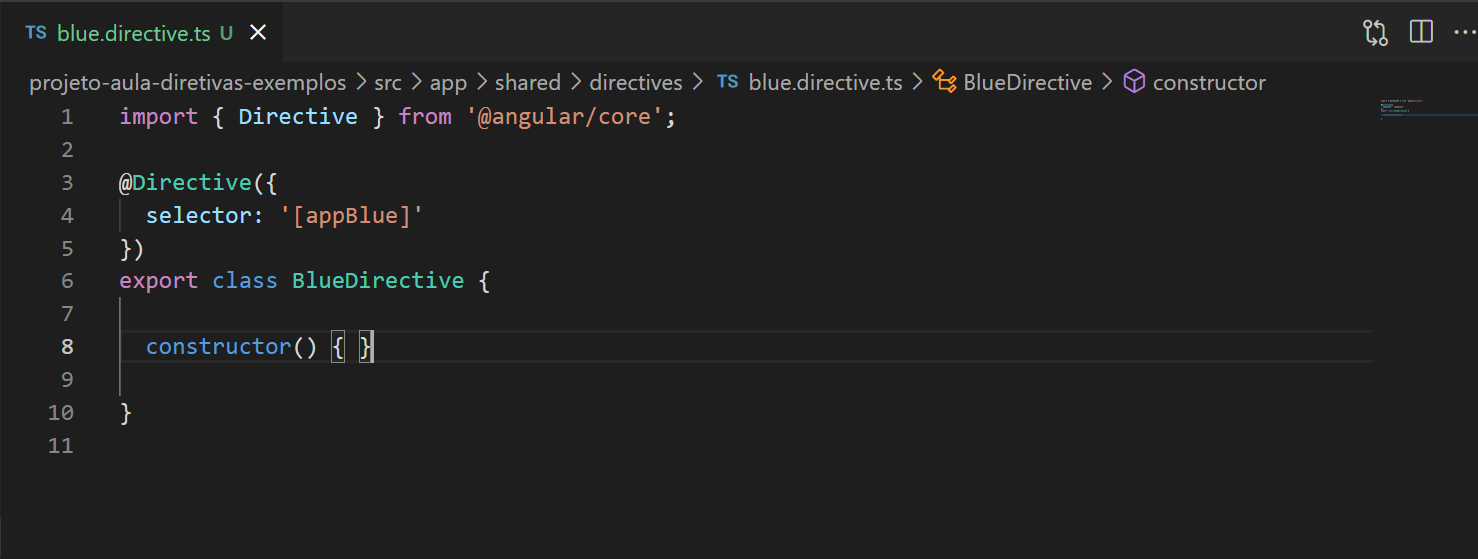 TS blue.directive.ts U
projeto-aula-diretivas-exemplos > src > app > shared > directives > TS blue.directive.ts > BlueDirective > constructor
1 import { Directive } from '@angular/core';
2
3 @Directive({
4 selector: '[appBlue]'
5 })
6 export class BlueDirective {
7
8 constructor() { }
9
10 }
11